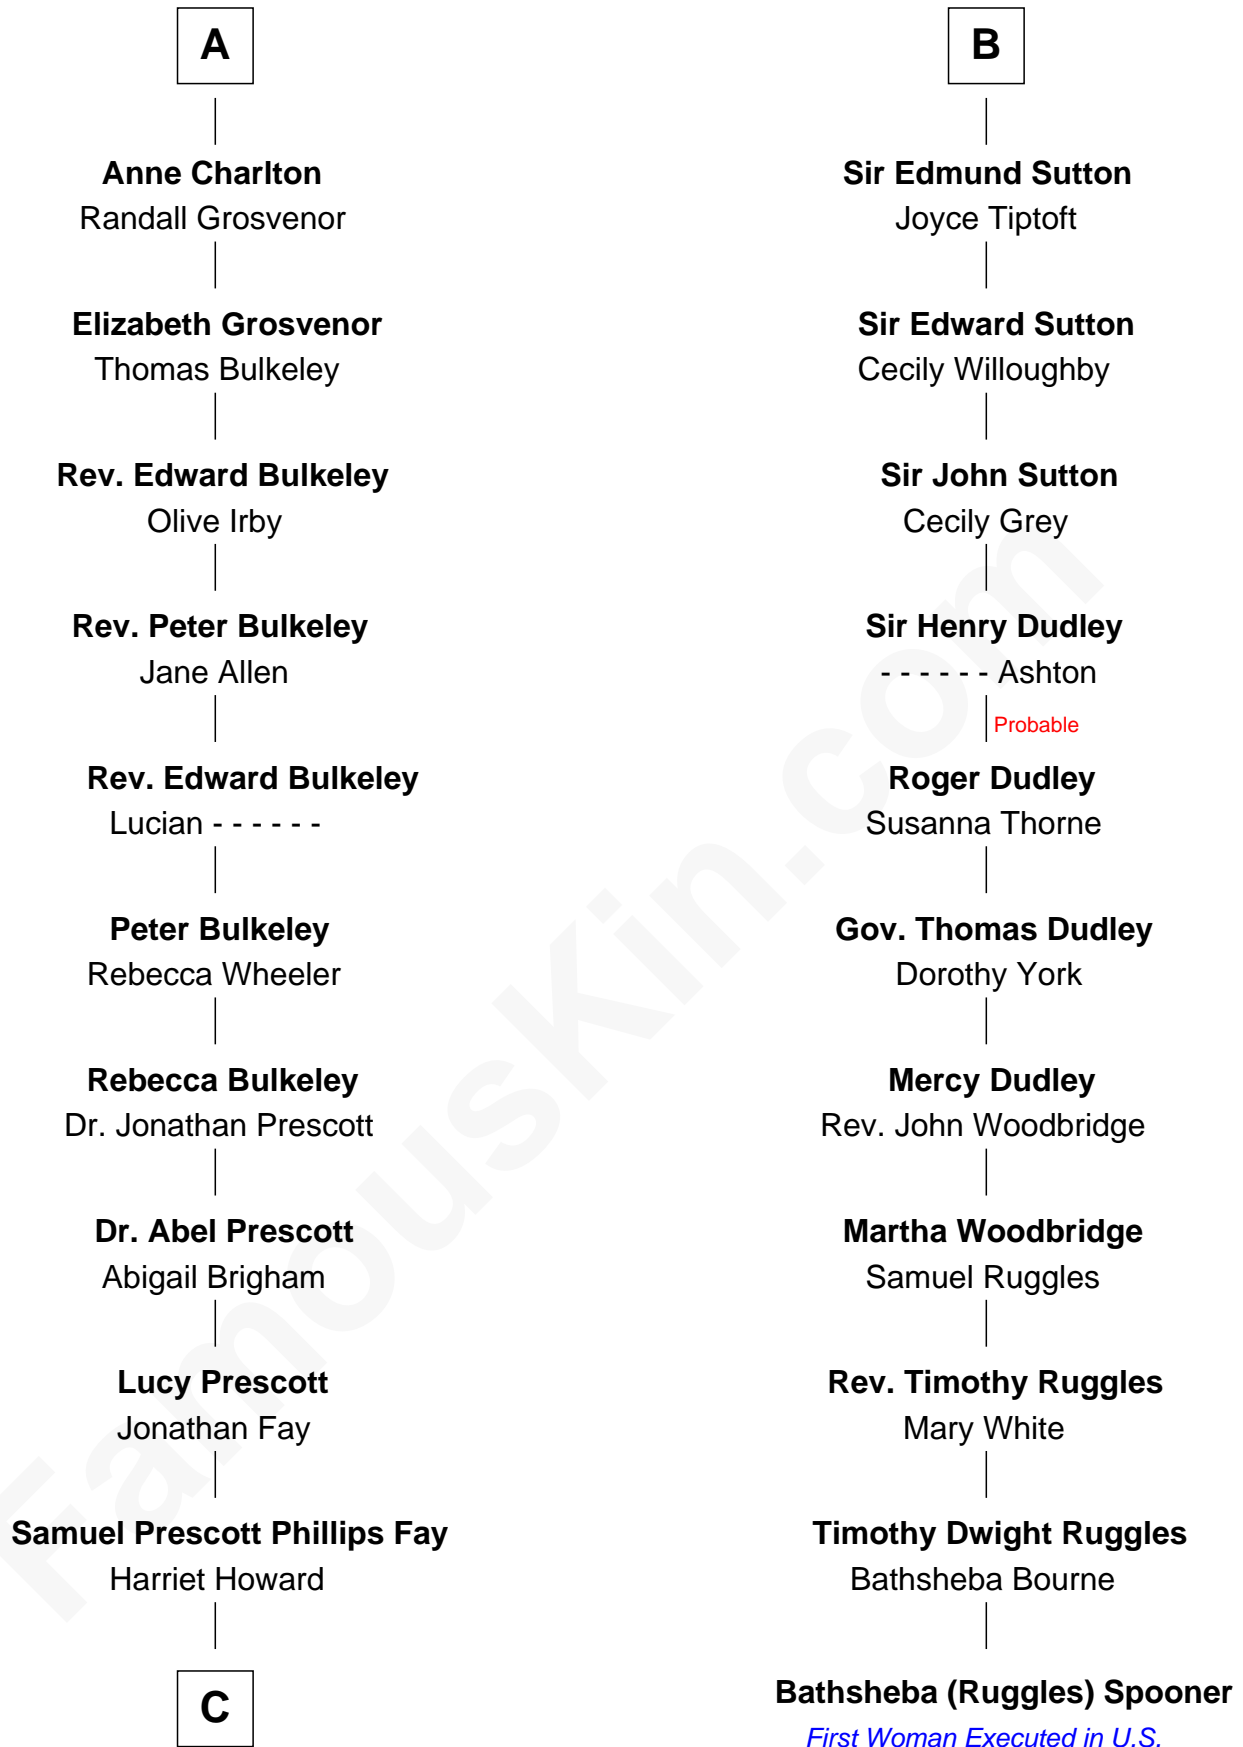 A
Anne Charlton
Randall Grosvenor
Elizabeth Grosvenor
Thomas Bulkeley
Rev. Edward Bulkeley
Olive Irby
Rev. Peter Bulkeley
Jane Allen
Rev. Edward Bulkeley
Lucian - - - - - -
Peter Bulkeley
Rebecca Wheeler
Rebecca Bulkeley
Dr. Jonathan Prescott
Dr. Abel Prescott
Abigail Brigham
Lucy Prescott
Jonathan Fay
Samuel Prescott Phillips Fay
Harriet Howard
C
B
Sir Edmund Sutton
Joyce Tiptoft
Sir Edward Sutton
Cecily Willoughby
Sir John Sutton
Cecily Grey
Sir Henry Dudley
- - - - - - Ashton
Probable
Roger Dudley
Susanna Thorne
Gov. Thomas Dudley
Dorothy York
Mercy Dudley
Rev. John Woodbridge
Martha Woodbridge
Samuel Ruggles
Rev. Timothy Ruggles
Mary White
Timothy Dwight Ruggles
Bathsheba Bourne
Bathsheba (Ruggles) Spooner
First Woman Executed in U.S.
FamousKin.com